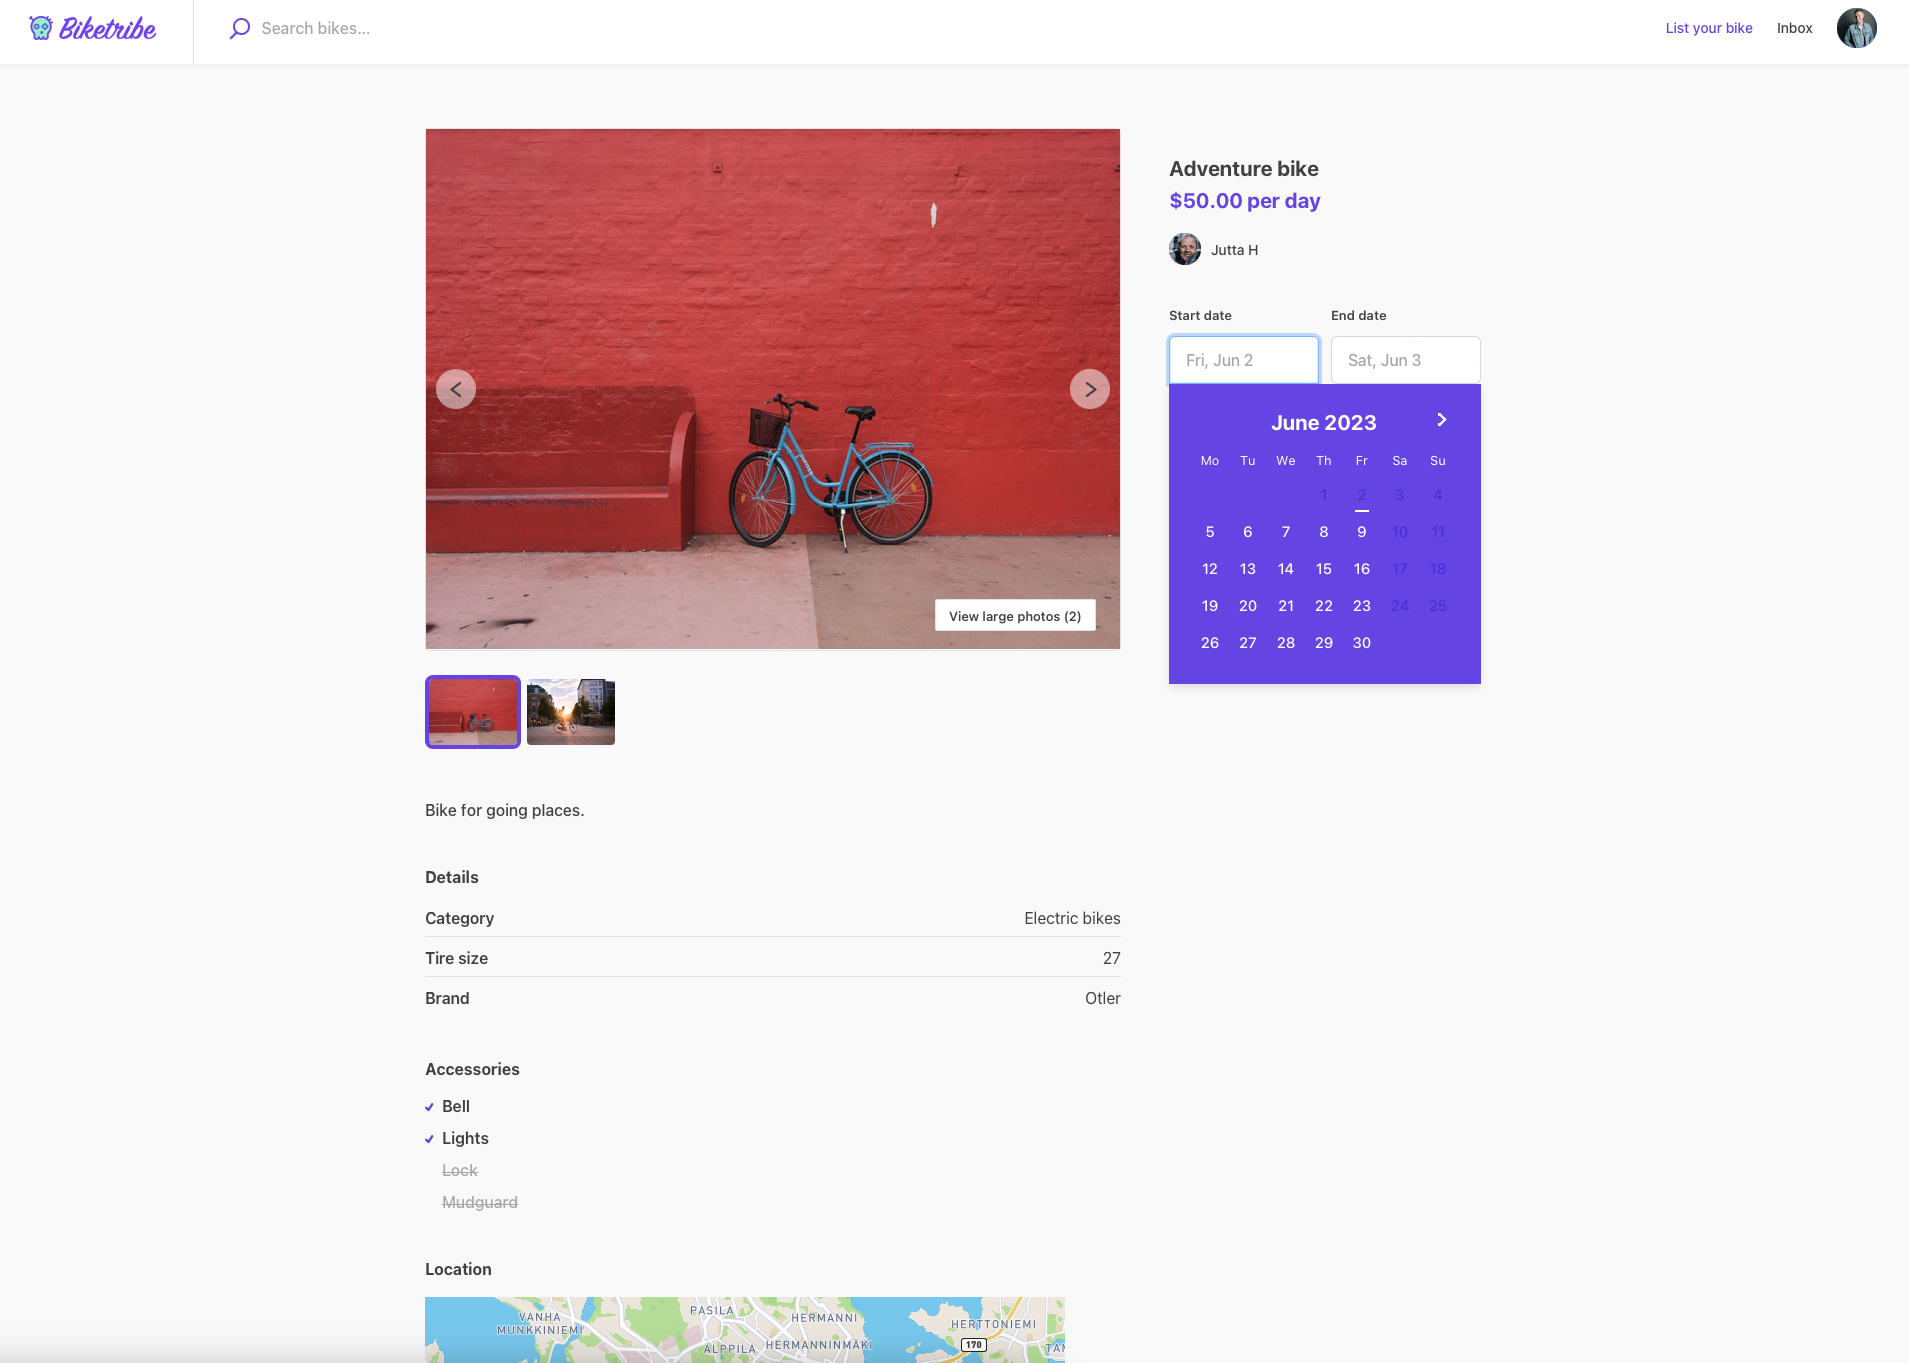 Biketribe
Search bikes...
List your bike
Inbox
Adventure bike
$50.00 per day
Jutta H
Start date
End date
Fri, Jun 2
Sat, Jun 3
June 2023
Mo Tu We Th Fr Sa Su
1 2 3 4
5 6 7 8 9 10 11
12 13 14 15 16 17 18
19 20 21 22 23 24 25
26 27 28 29 30
View large photos (2)
Bike for going places.
Details
Category Electric bikes
Tire size 27
Brand Otler
Accessories
Bell
Lights
Lock
Mudguard
Location
VANHA
MUNKKINIEMI
PASILA
HERMANNI
ALPPILA
HERMANNINMÄKI
HERTTONIEMI
170